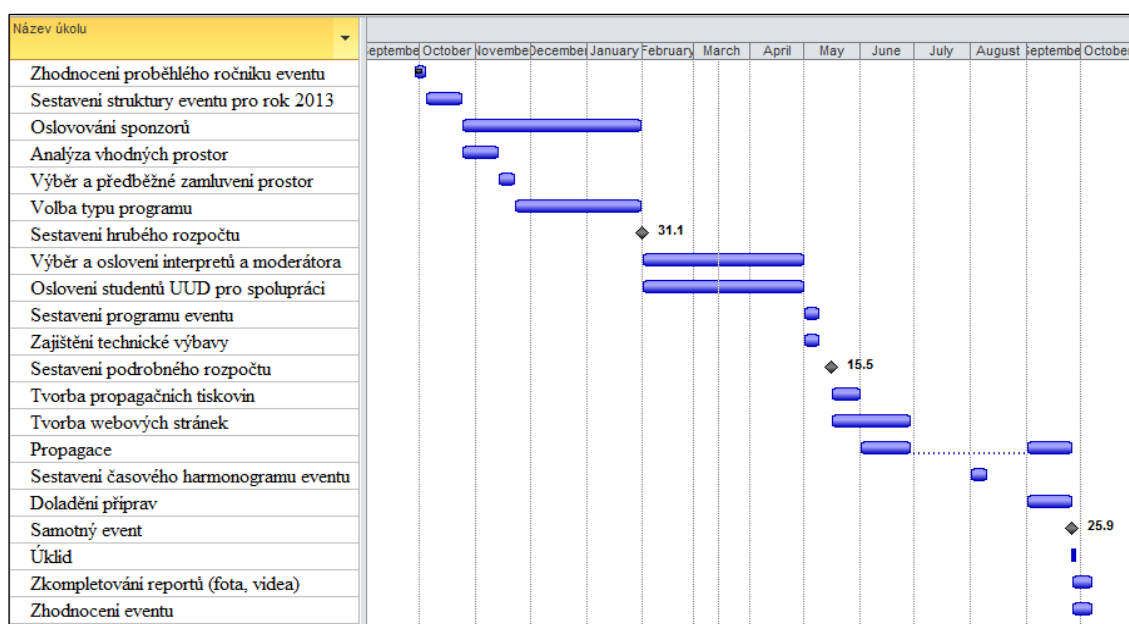 Název úkolu
eptembe October Novembe December January February March April May June July August Septembe October
Zhodnocení proběhlého ročníku eventu
Sestavení struktury eventu pro rok 2013
Oslovování sponzorů
Analýza vhodných prostor
Výběr a předběžné zamluvení prostor
Volba typu programu
Sestavení hrubého rozpočtu
31.1
Výběr a oslovení interpretů a moderátora
Oslovení studentů UUD pro spolupráci
Sestavení programu eventu
Zajištění technické výbavy
Sestavení podrobného rozpočtu
15.5
Tvorba propagačních tiskovin
Tvorba webových stránek
Propagace
Sestavení časového harmonogramu eventu
Doladění příprav
Samotný event
25.9
Úklid
Zkompletování reportů (fota, videa)
Zhodnocení eventu